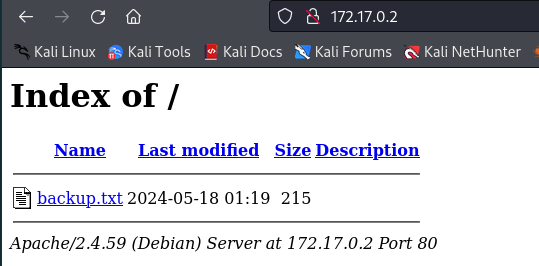 172.17.0.2
Kali Linux Kali Tools Kali Docs Kali Forums Kali NetHunter
Index of /
Name Last modified Size Description
backup.txt 2024-05-18 01:19 215
Apache/2.4.59 (Debian) Server at 172.17.0.2 Port 80